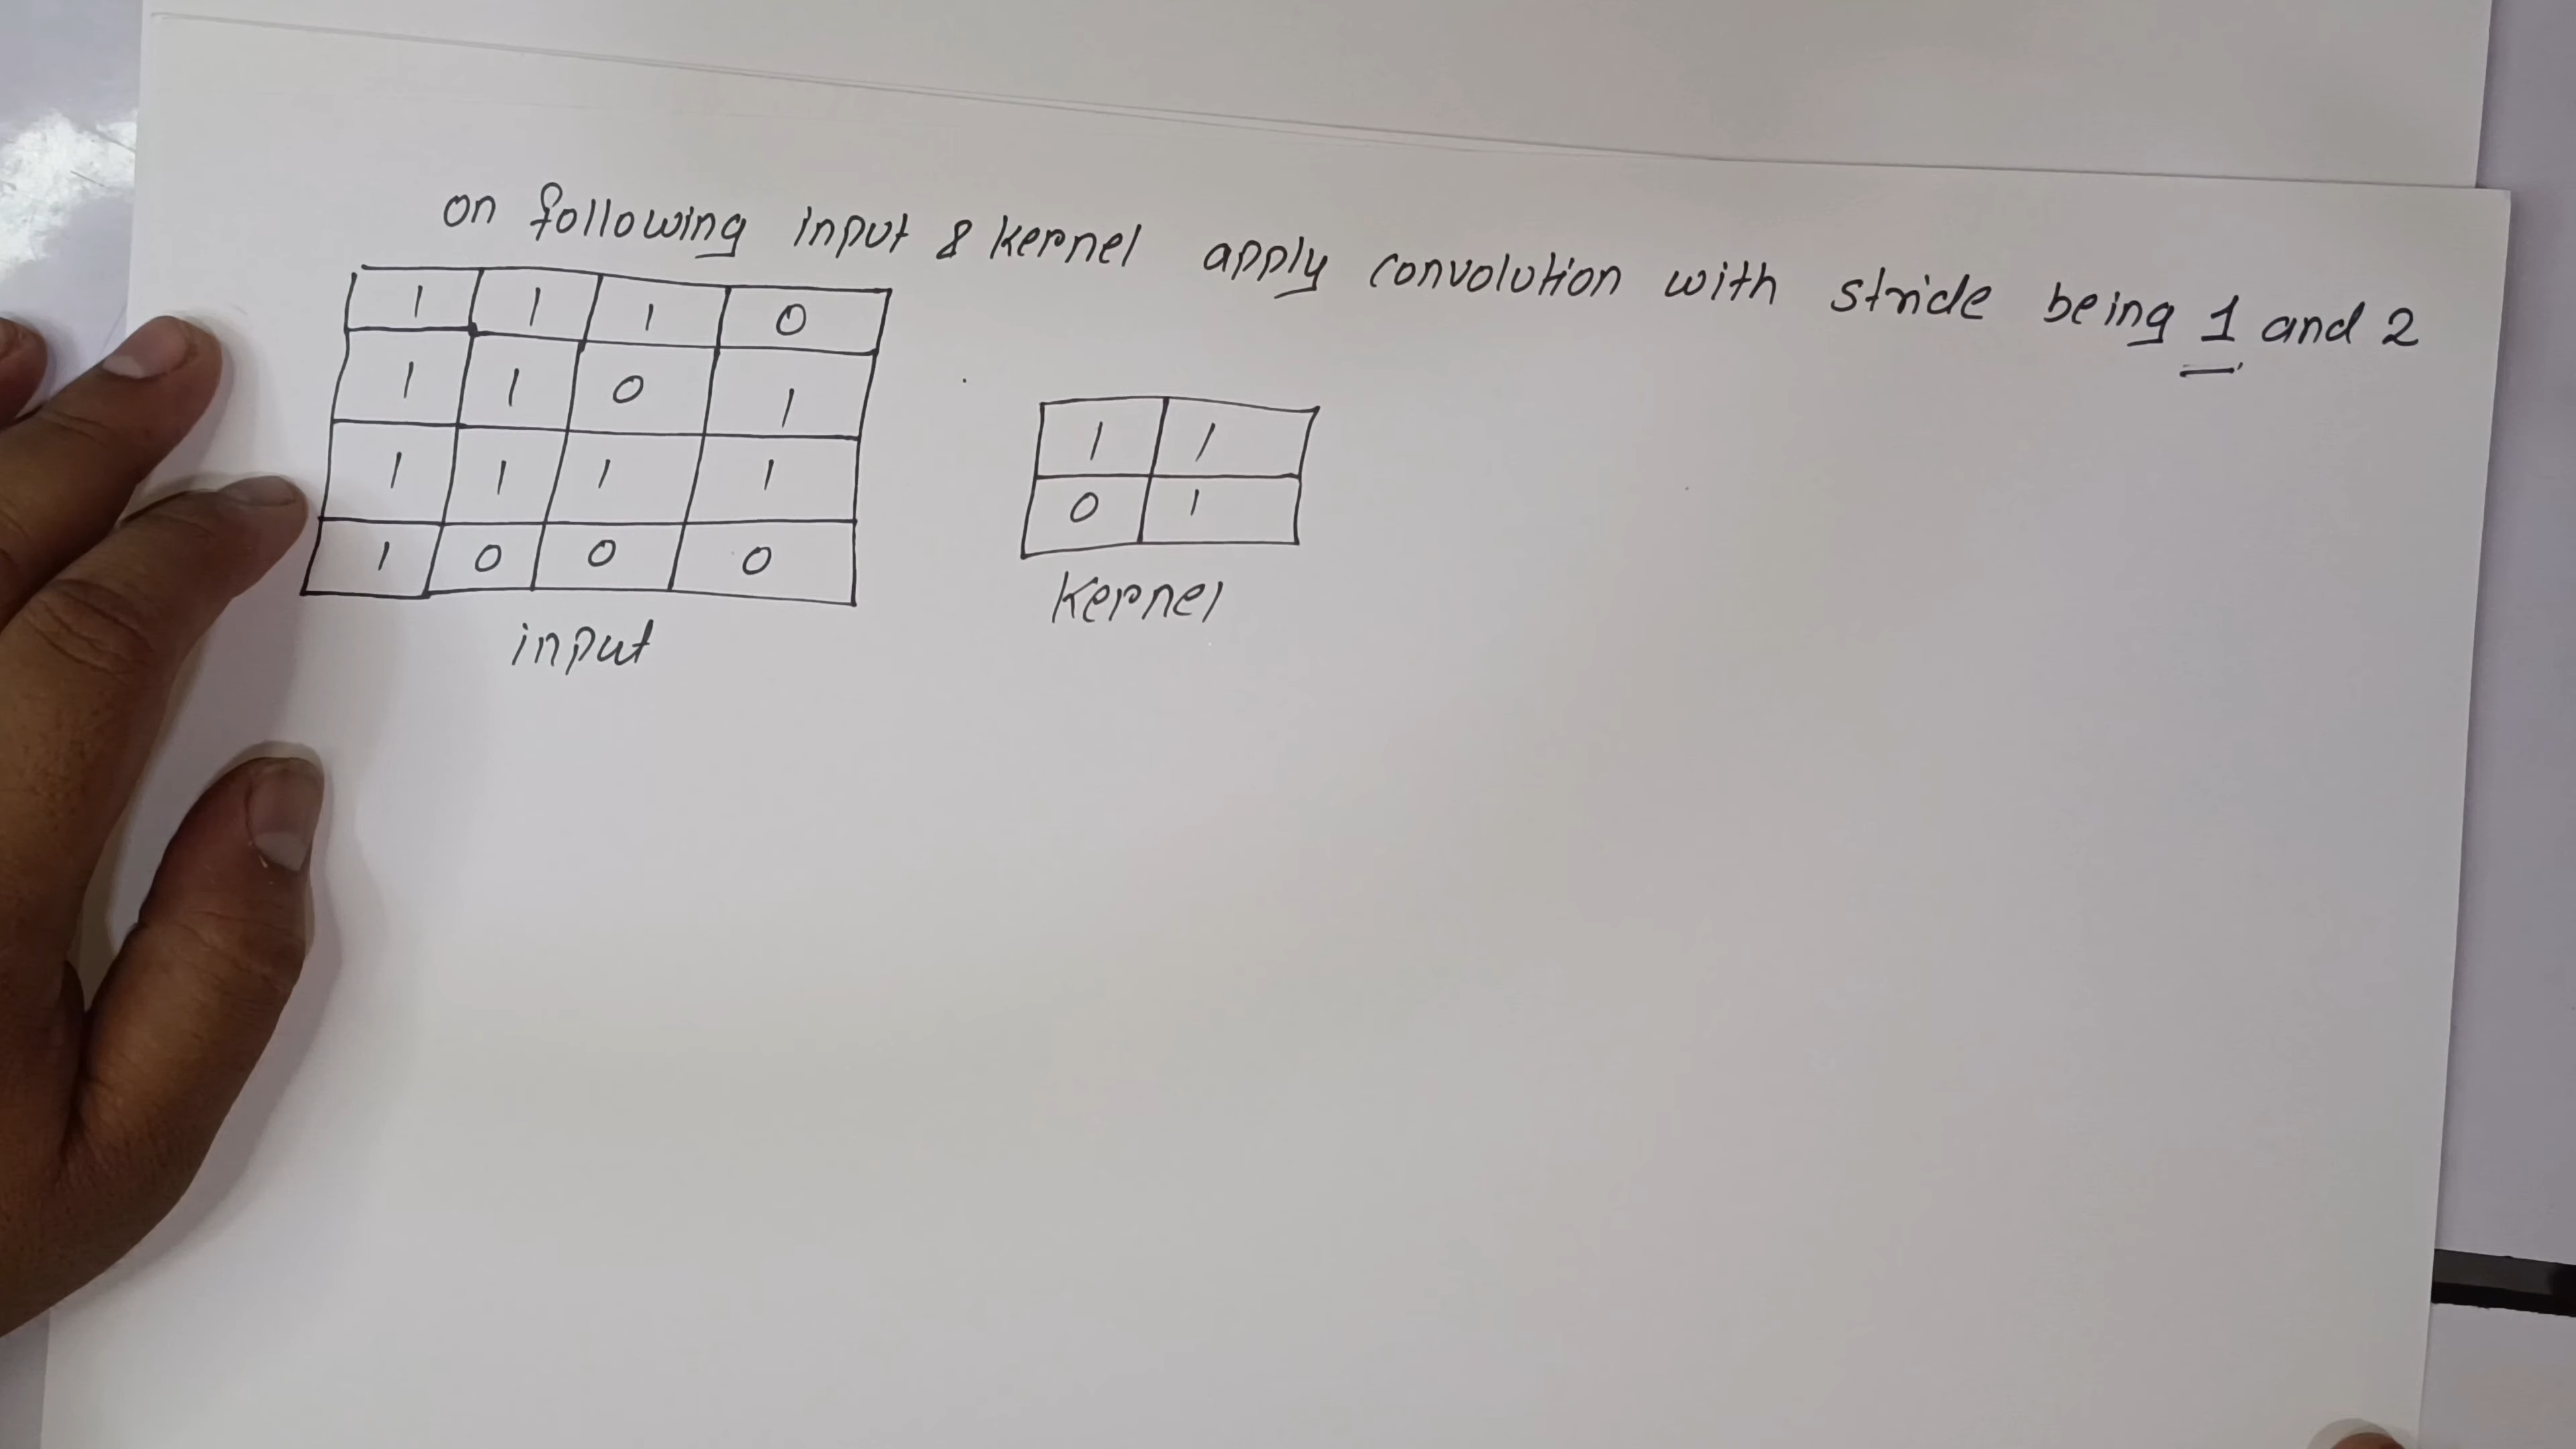 on following input & kernel apply convolution with stride being 1 and 2
1 1 1 0
1 1 0 1
1 1 1 1
1 0 0 0
input
1 1
0 1
Kernel